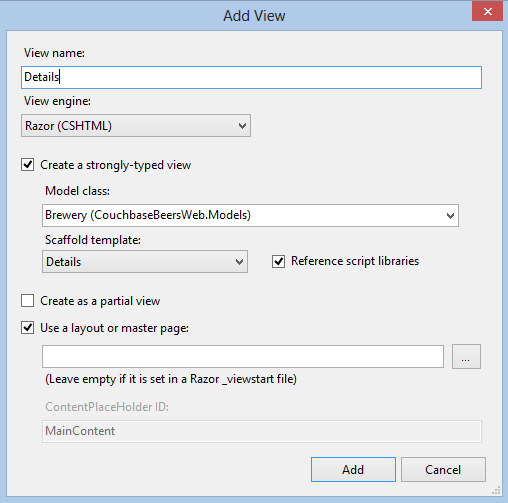 Add View
View name:
Details
View engine:
Razor (CSHTML)
Create a strongly-typed view
Model class:
Brewery (CouchbaseBeersWeb.Models)
Scaffold template:
Details
Reference script libraries
Create as a partial view
Use a layout or master page:
...
(Leave empty if it is set in a Razor _viewstart file)
ContentPlaceHolder ID:
MainContent
Add
Cancel